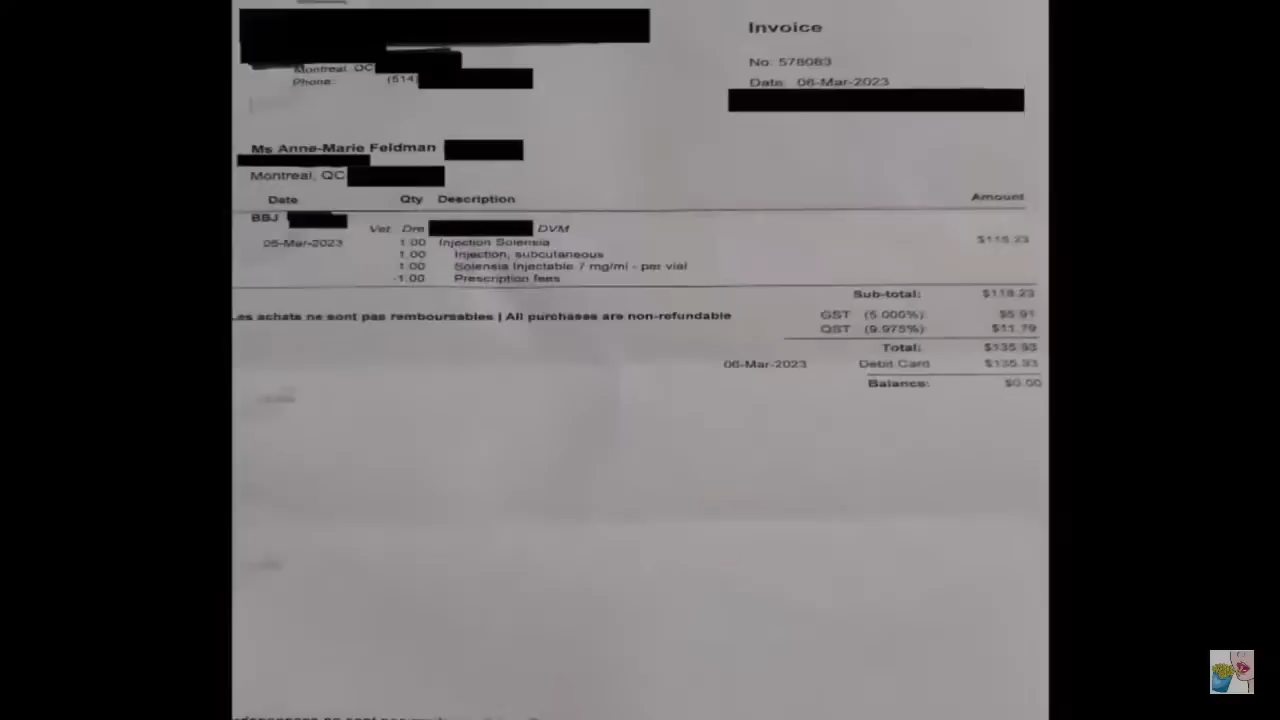 Invoice
No: 578083
Date: 06-Mar-2023
Montreal, QC
Phone: (514)
Ms Anne-Marie Feldman
Montreal, QC
Date Qty Description Amount
BBJ
Vet Dre DVM
06-Mar-2023 1.00 Injection Solensia $118.23
1.00 Injection, subcutaneous
1.00 Solensia Injectable 7 mg/ml - per vial
-1.00 Prescription fees
Sub-total: $118.23
Les achats ne sont pas remboursables | All purchases are non-refundable
GST (5.000%) $5.91
QST (9.975%) $11.79
Total: $135.93
06-Mar-2023 Debit Card $135.93
Balance: $0.00